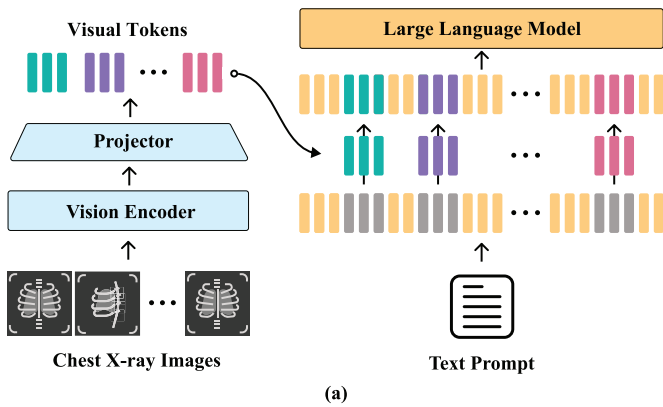 Visual Tokens
Large Language Model
Projector
Vision Encoder
Chest X-ray Images
Text Prompt
(a)